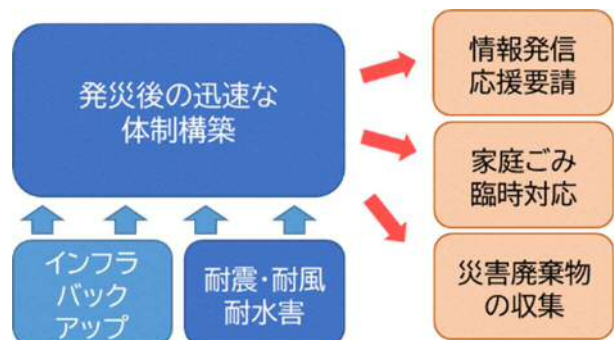 発災後の迅速な
体制構築
インフラ
バック
アップ
耐震・耐風
耐水害
情報発信
応援要請
家庭ごみ
臨時対応
災害廃棄物
の収集